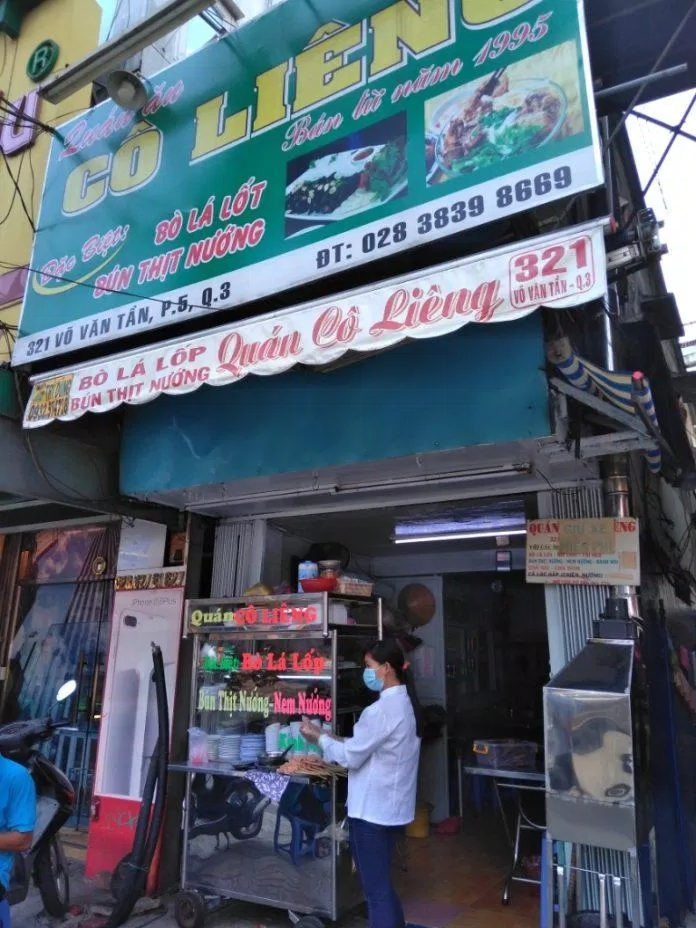 Quán ăn
CÔ LIÊNG
Bán từ năm 1995
Đặc Biệt:
BÒ LÁ LỐT
BÚN THỊT NƯỚNG
ĐT: 028 3839 8669
321 VÕ VĂN TẦN, P.5, Q.3
BÒ LÁ LỐP
BÚN THỊT NƯỚNG
Quán Cô Liêng
321
VÕ VĂN TẦN - Q.3
QUÁN
Quán CÔ LIÊNG
Bò Lá Lốp
Bún Thịt Nướng-Nem Nướng